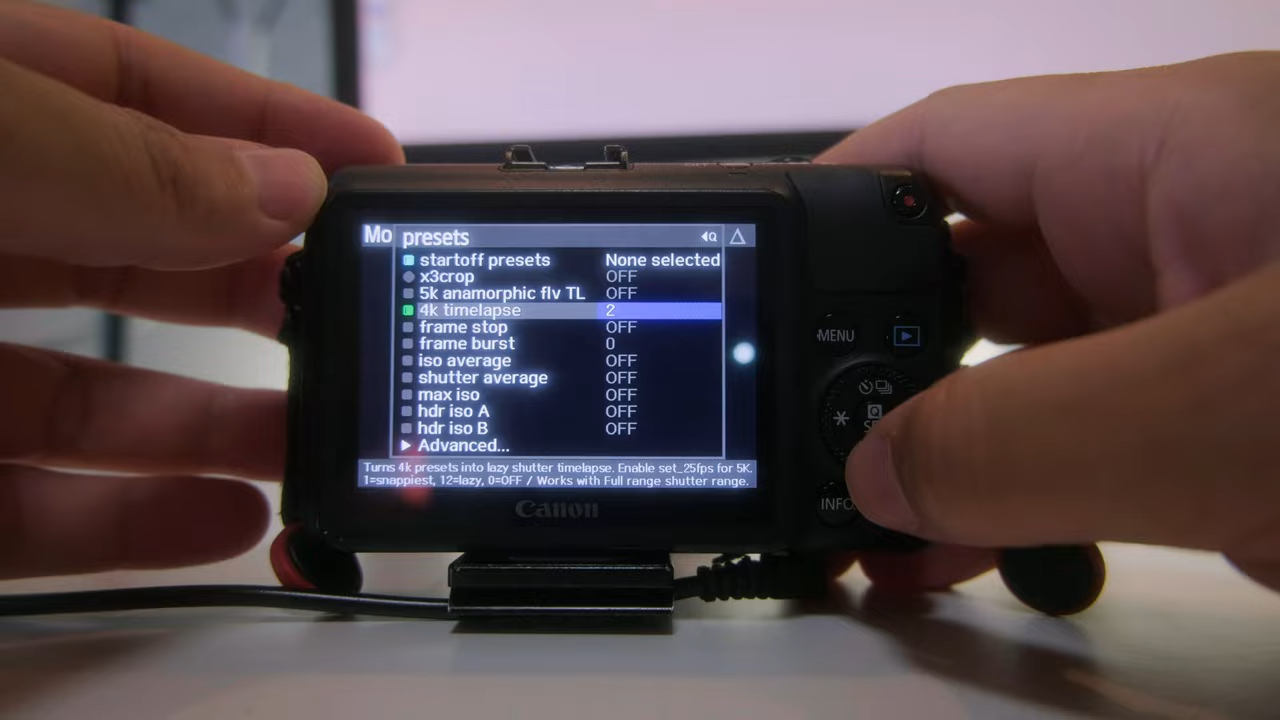 Mo presets
startoff presets None selected
x3crop OFF
5k anamorphic flv TL OFF
4k timelapse 2
frame stop OFF
frame burst 0
iso average OFF
shutter average OFF
max iso OFF
hdr iso A OFF
hdr iso B OFF
Advanced...
Turns 4k presets into lazy shutter timelapse. Enable set_25fps for 5K.
1=snappiest, 12=lazy, 0=OFF / Works with Full range shutter range.
Canon
MENU
Q
INFO